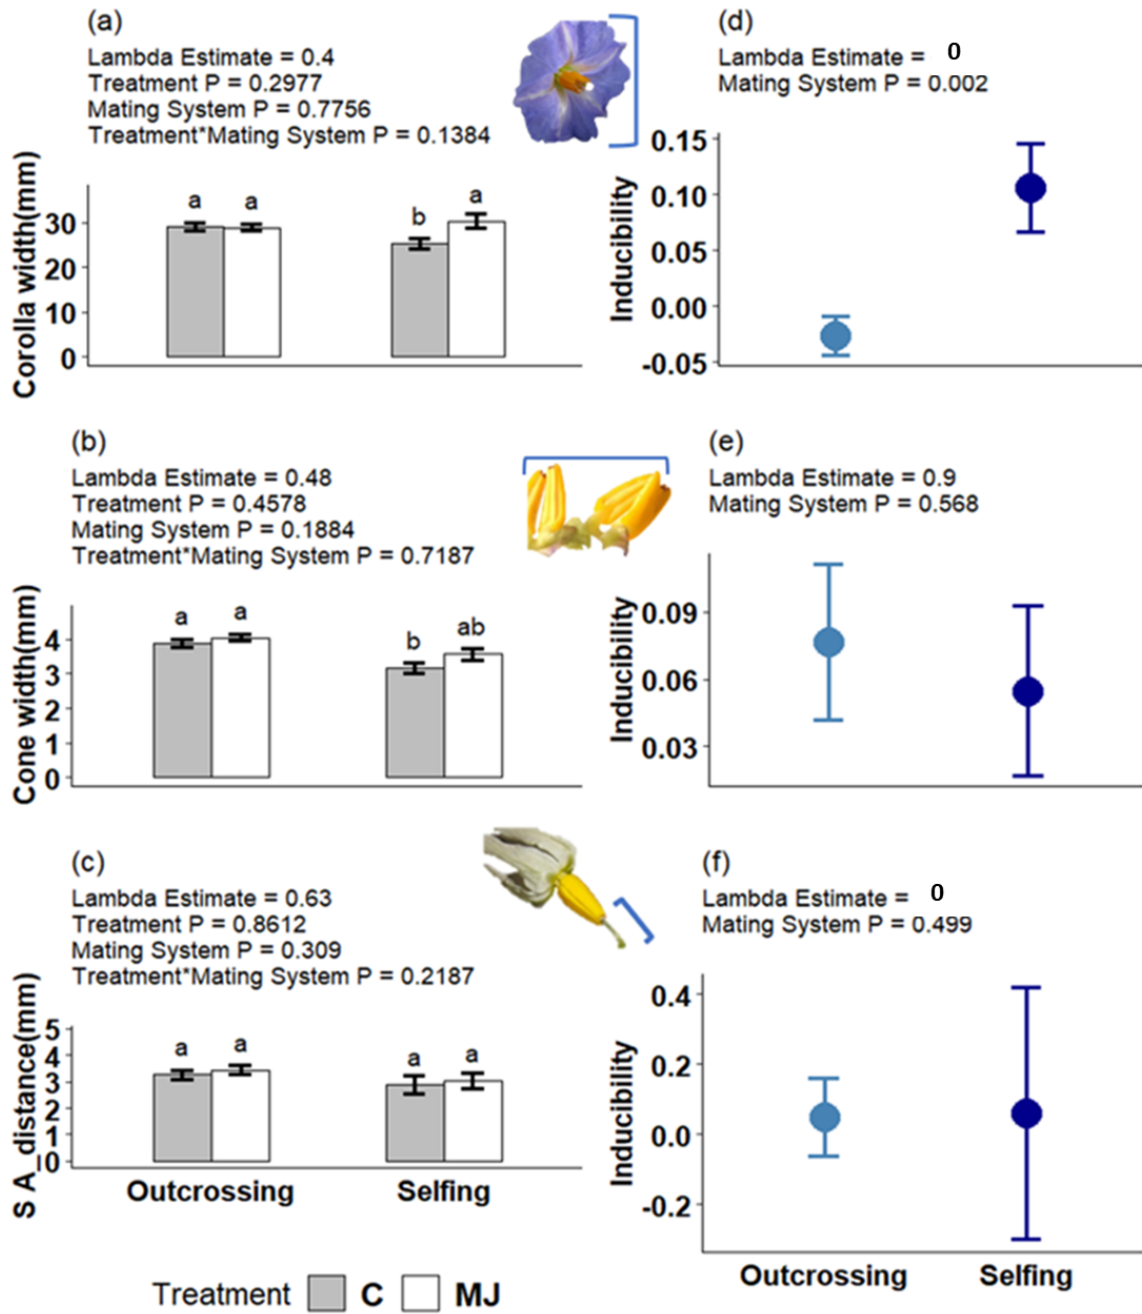 (a)
Lambda Estimate = 0.4
Treatment P = 0.2977
Mating System P = 0.7756
Treatment*Mating System P = 0.1384
Corolla width(mm)
30
20
10
0
a
a
b
a
(d)
Lambda Estimate = 0
Mating System P = 0.002
Inducibility
0.15
0.10
0.05
0.00
-0.05
(b)
Lambda Estimate = 0.48
Treatment P = 0.4578
Mating System P = 0.1884
Treatment*Mating System P = 0.7187
Cone width(mm)
4
3
2
1
0
a
a
b
ab
(e)
Lambda Estimate = 0.9
Mating System P = 0.568
Inducibility
0.09
0.06
0.03
(c)
Lambda Estimate = 0.63
Treatment P = 0.8612
Mating System P = 0.309
Treatment*Mating System P = 0.2187
S A_distance(mm)
5
4
3
2
1
0
a
a
a
a
Outcrossing Selfing
(f)
Lambda Estimate = 0
Mating System P = 0.499
Inducibility
0.4
0.2
0.0
-0.2
Outcrossing Selfing
Treatment C MJ